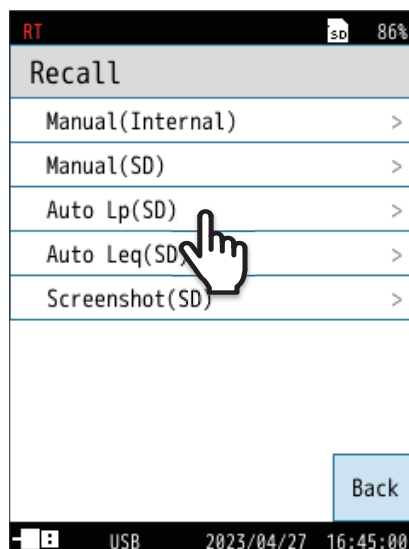 RT SD 86%
Recall
Manual(Internal) >
Manual(SD) >
Auto Lp(SD) >
Auto Leq(SD) >
Screenshot(SD) >
Back
USB 2023/04/27 16:45:00